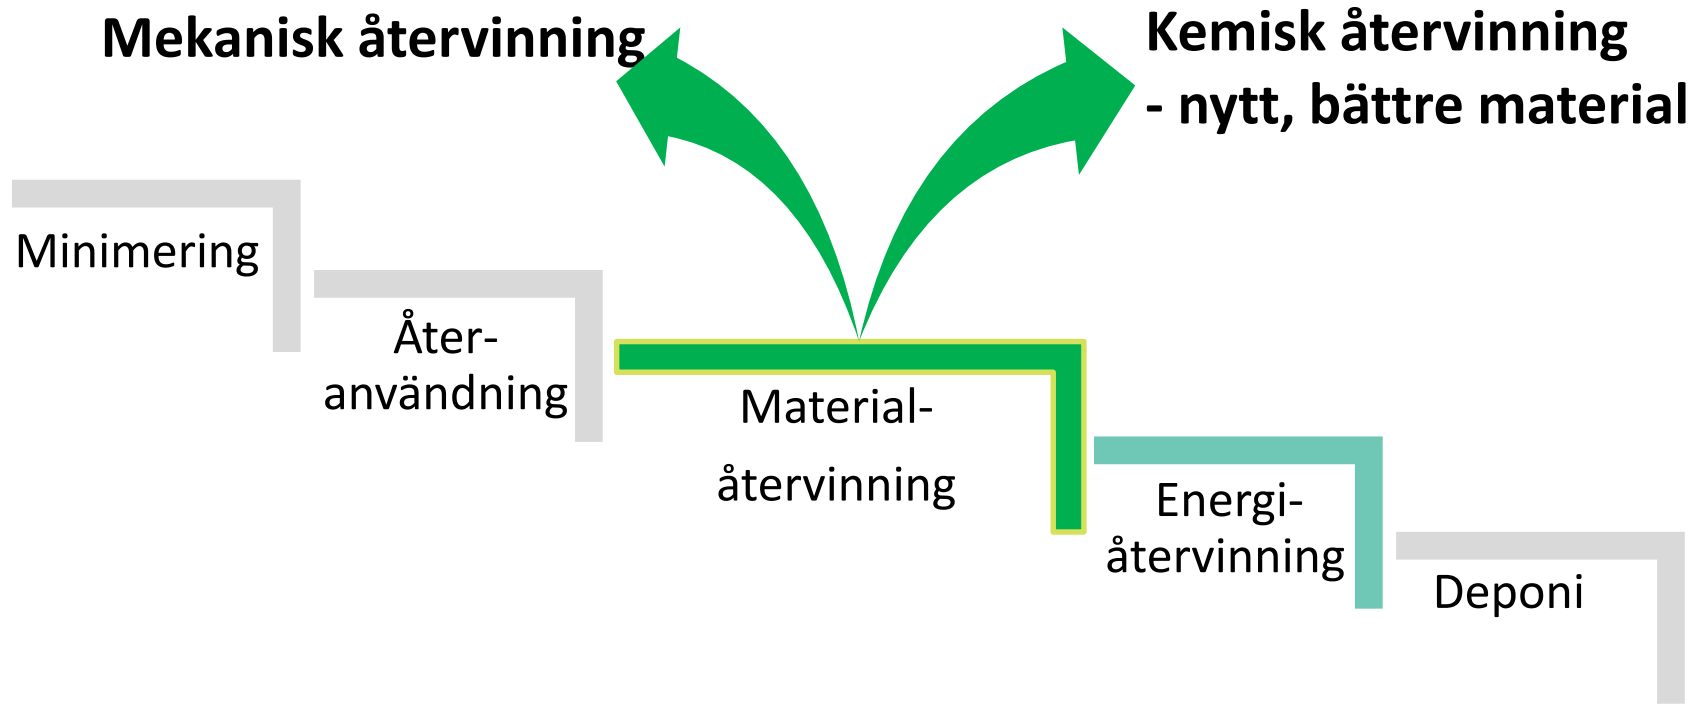 Mekanisk återvinning
Kemisk återvinning
- nytt, bättre material
Minimering
Åter-
användning
Material-
återvinning
Energi-
återvinning
Deponi